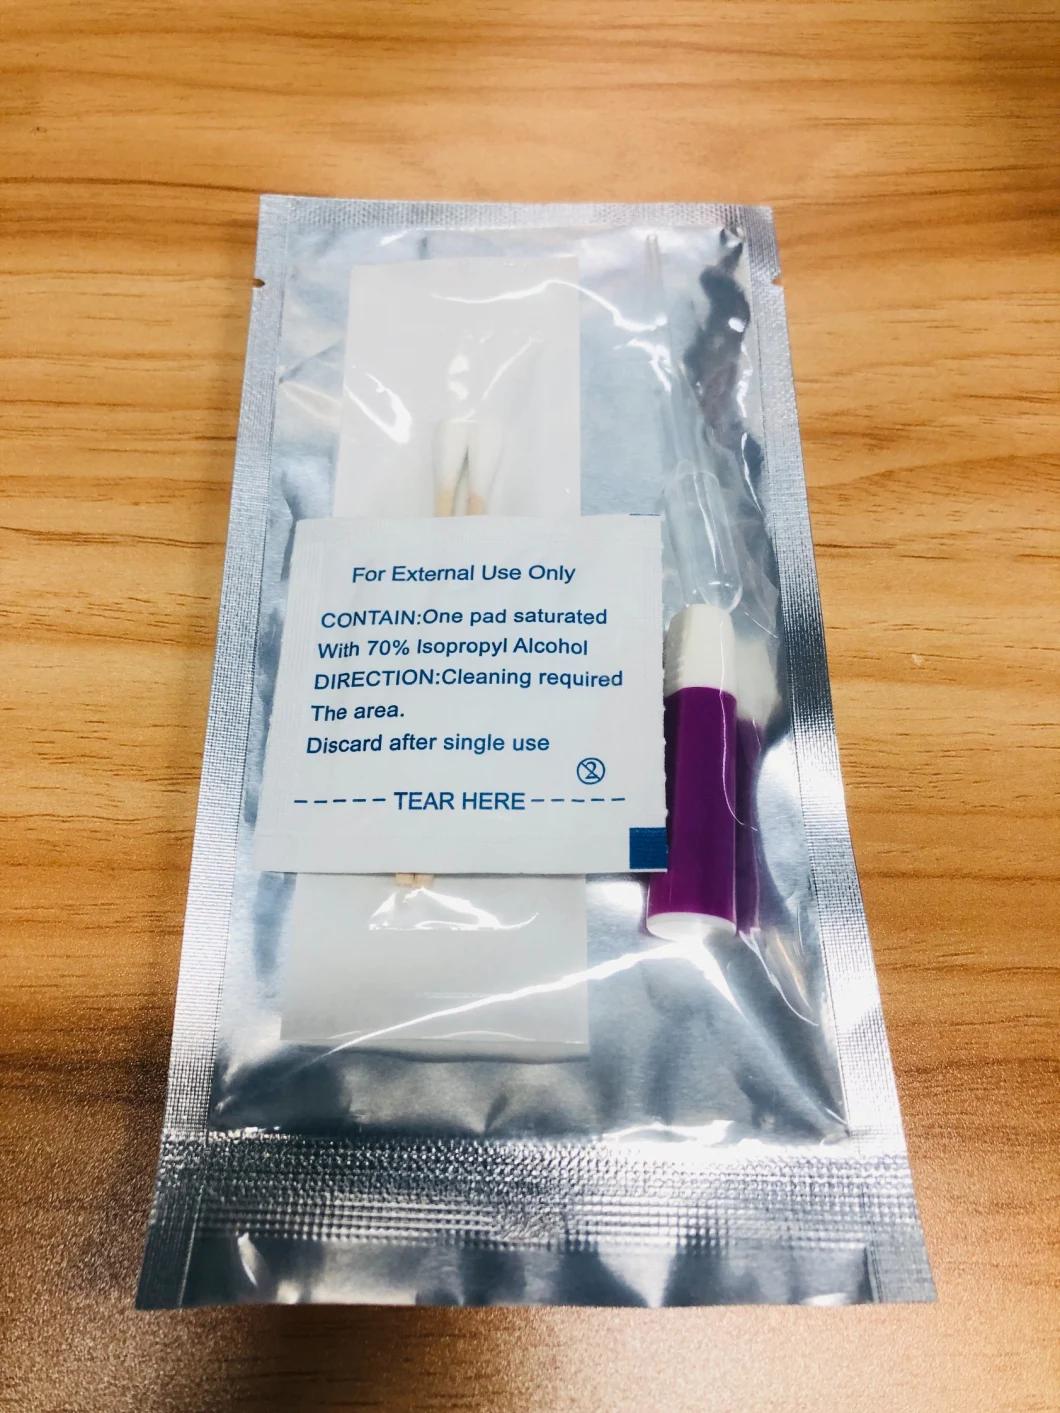 For External Use Only
CONTAIN:One pad saturated
With 70% Isopropyl Alcohol
DIRECTION:Cleaning required
The area.
Discard after single use
2
-----TEAR HERE-----